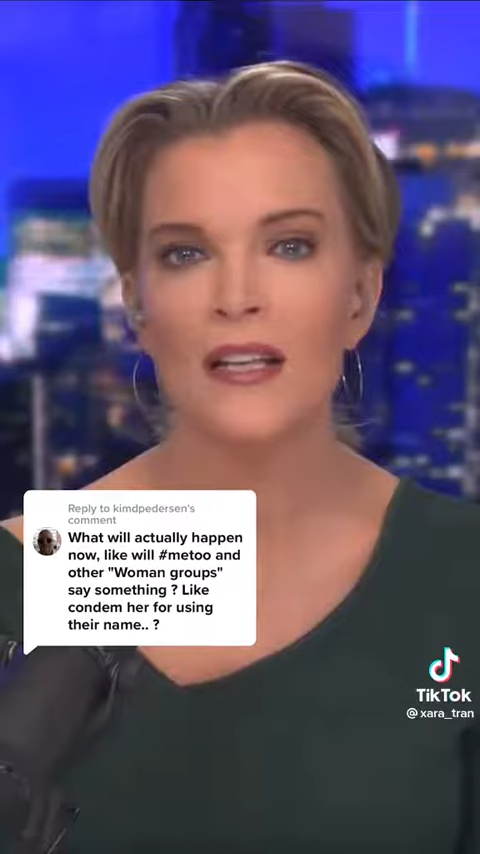 Reply to kimdpedersen's
comment
What will actually happen
now, like will #metoo and
other "Woman groups"
say something ? Like
condem her for using
their name.. ?
TikTok
@xara_tran